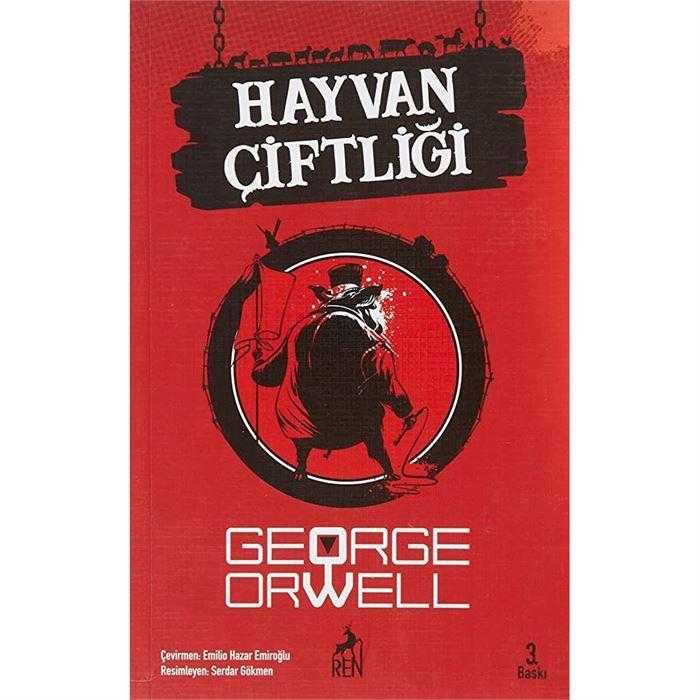 HAYVAN
ÇİFTLİĞİ
GEORGE
ORWELL
Çevirmen: Emilio Hazar Emiroğlu
Resimleyen: Serdar Gökmen
REN
3.
Baskı